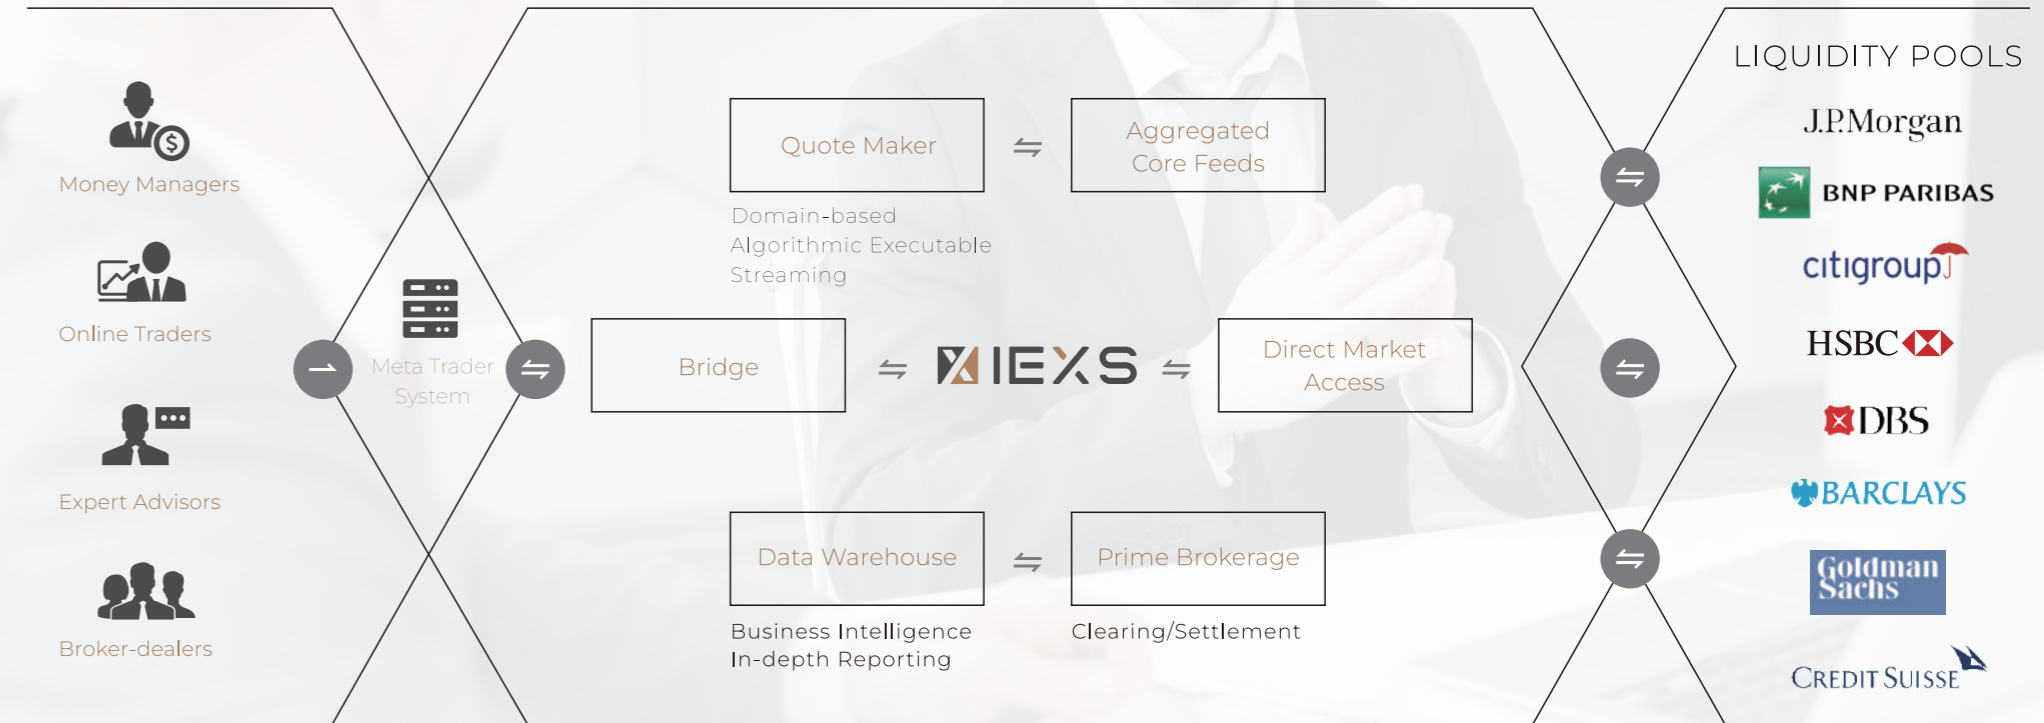 Money Managers
Online Traders
Expert Advisors
Broker-dealers
Meta Trader
System
Quote Maker
Aggregated
Core Feeds
Domain-based
Algorithmic Executable
Streaming
Bridge
IEXS
Direct Market
Access
Data Warehouse
Prime Brokerage
Business Intelligence
In-depth Reporting
Clearing/Settlement
LIQUIDITY POOLS
J.P.Morgan
BNP PARIBAS
citigroup
HSBC
DBS
BARCLAYS
Goldman
Sachs
CREDIT SUISSE